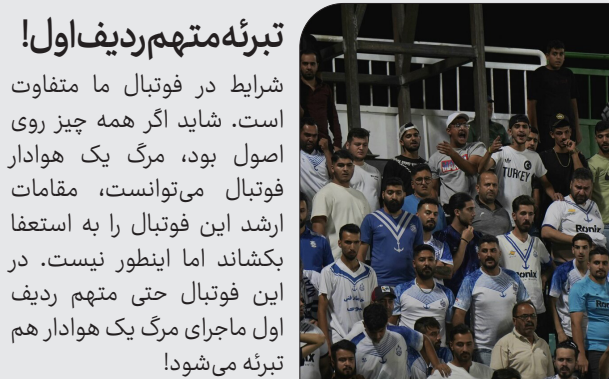 تبرئه متهم ردیف اول!
شرایط در فوتبال ما متفاوت
است. شاید اگر همه چیز روی
اصول بود، مرگ یک هوادار
فوتبال می‌توانست، مقامات
ارشد این فوتبال را به استعفا
بکشاند اما اینطور نیست. در
این فوتبال حتی متهم ردیف
اول ماجرای مرگ یک هوادار هم
تبرئه می‌شود!
TURKEY
Ronix